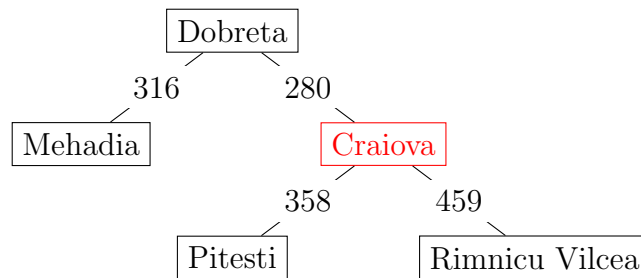 Dobreta
316 280
Mehadia Craiova
358 459
Pitesti Rimnicu Vilcea